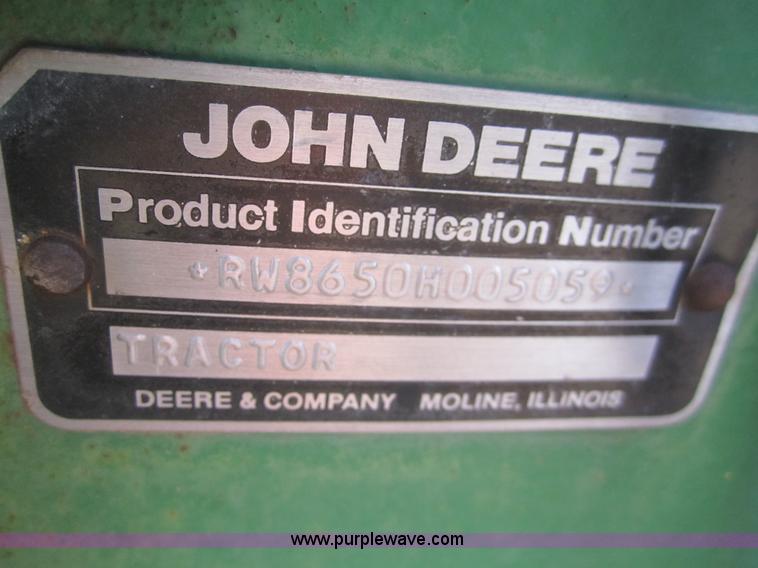 JOHN DEERE
Product Identification Number
*RW8650H005059*
TRACTOR
DEERE & COMPANY MOLINE, ILLINOIS
www.purplewave.com